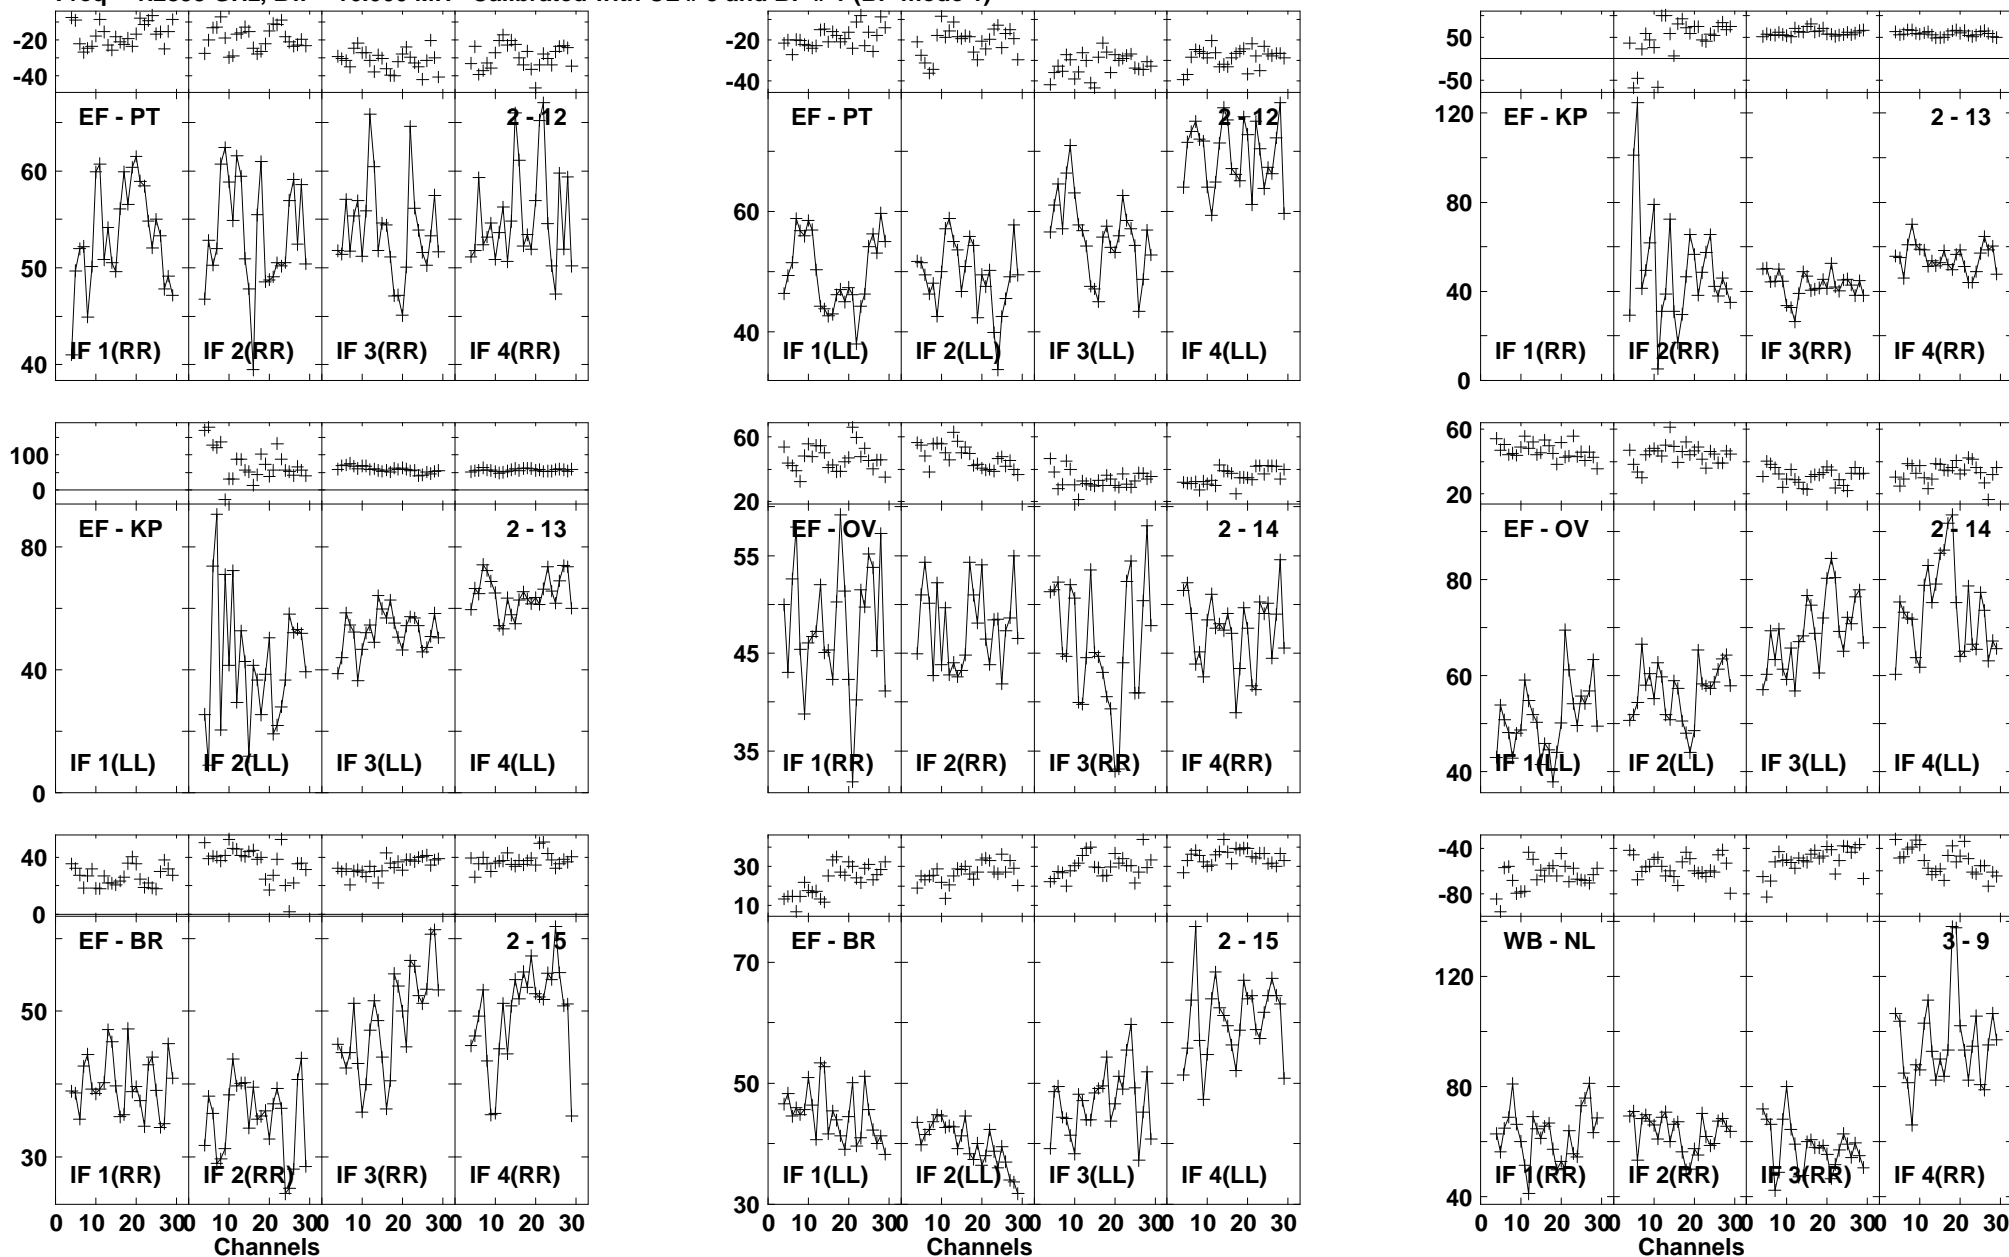 -20
-40
EF - PT
2 - 12
60
50
40
IF 1(RR)
IF 2(RR)
IF 3(RR)
IF 4(RR)
-20
-40
EF - PT
2 - 12
60
40
IF 1(LL)
IF 2(LL)
IF 3(LL)
IF 4(LL)
50
-50
EF - KP
2 - 13
120
80
40
0
IF 1(RR)
IF 2(RR)
IF 3(RR)
IF 4(RR)
100
0
EF - KP
2 - 13
80
40
0
IF 1(LL)
IF 2(LL)
IF 3(LL)
IF 4(LL)
60
20
EF - OV
2 - 14
55
45
35
IF 1(RR)
IF 2(RR)
IF 3(RR)
IF 4(RR)
60
20
EF - OV
2 - 14
80
60
40
IF 1(LL)
IF 2(LL)
IF 3(LL)
IF 4(LL)
40
0
EF - BR
2 - 15
50
30
IF 1(RR)
IF 2(RR)
IF 3(RR)
IF 4(RR)
0 10 20 30 0 10 20 30 0 10 20 30 0 10 20 30
Channels
30
10
EF - BR
2 - 15
70
50
30
IF 1(LL)
IF 2(LL)
IF 3(LL)
IF 4(LL)
0 10 20 30 0 10 20 30 0 10 20 30 0 10 20 30
Channels
-40
-80
WB - NL
3 - 9
120
80
40
IF 1(RR)
IF 2(RR)
IF 3(RR)
IF 4(RR)
0 10 20 30 0 10 20 30 0 10 20 30 0 10 20 30
Channels